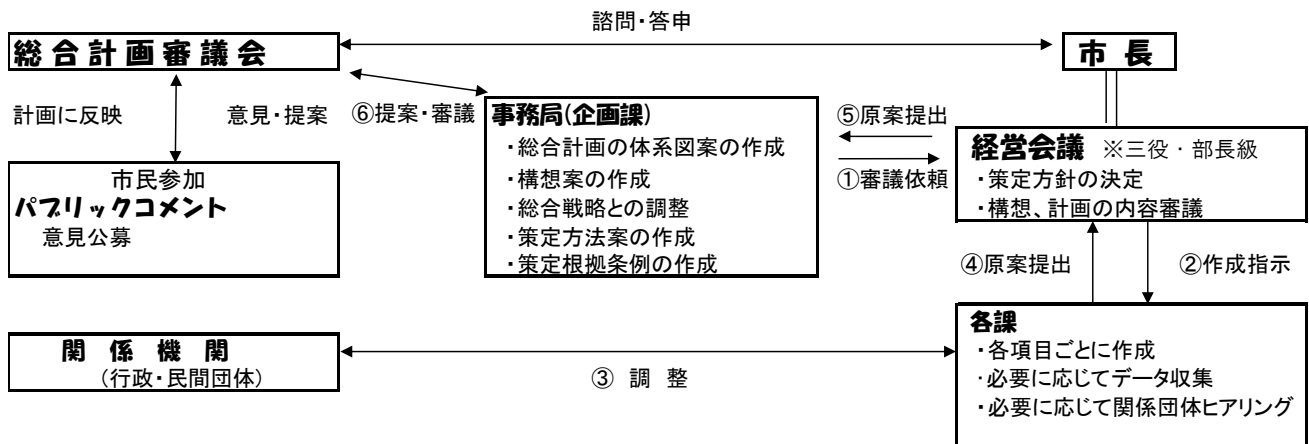 諮問・答申
総合計画審議会
市 長
計画に反映
意見・提案
⑥提案・審議
事務局(企画課)
・総合計画の体系図案の作成
・構想案の作成
・総合戦略との調整
・策定方法案の作成
・策定根拠条例の作成
⑤原案提出
①審議依頼
経営会議 ※三役・部長級
・策定方針の決定
・構想、計画の内容審議
市民参加
パブリックコメント
意見公募
④原案提出
②作成指示
関 係 機 関
(行政・民間団体)
③ 調 整
各課
・各項目ごとに作成
・必要に応じてデータ収集
・必要に応じて関係団体ヒアリング